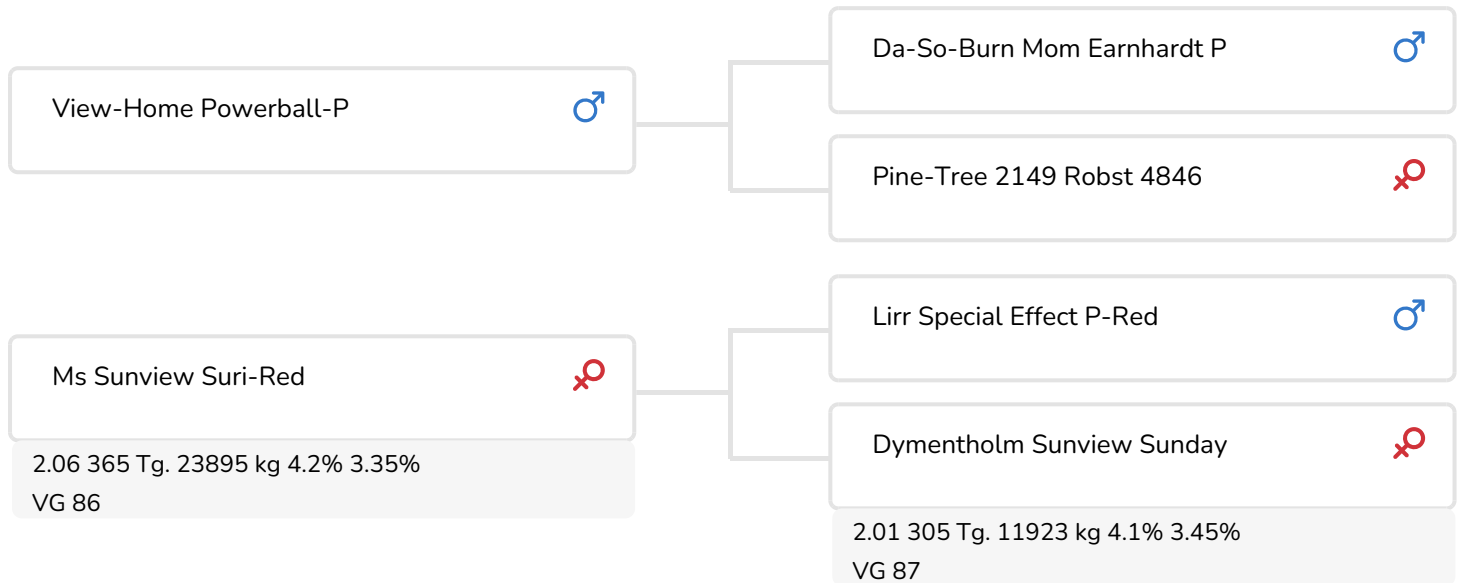 View-Home Powerball-P
Da-So-Burn Mom Earnhardt P
Pine-Tree 2149 Robst 4846
Ms Sunview Suri-Red
2.06 365 Tg. 23895 kg 4.2% 3.35%
VG 86
Lirr Special Effect P-Red
Dymentholm Sunview Sunday
2.01 305 Tg. 11923 kg 4.1% 3.45%
VG 87